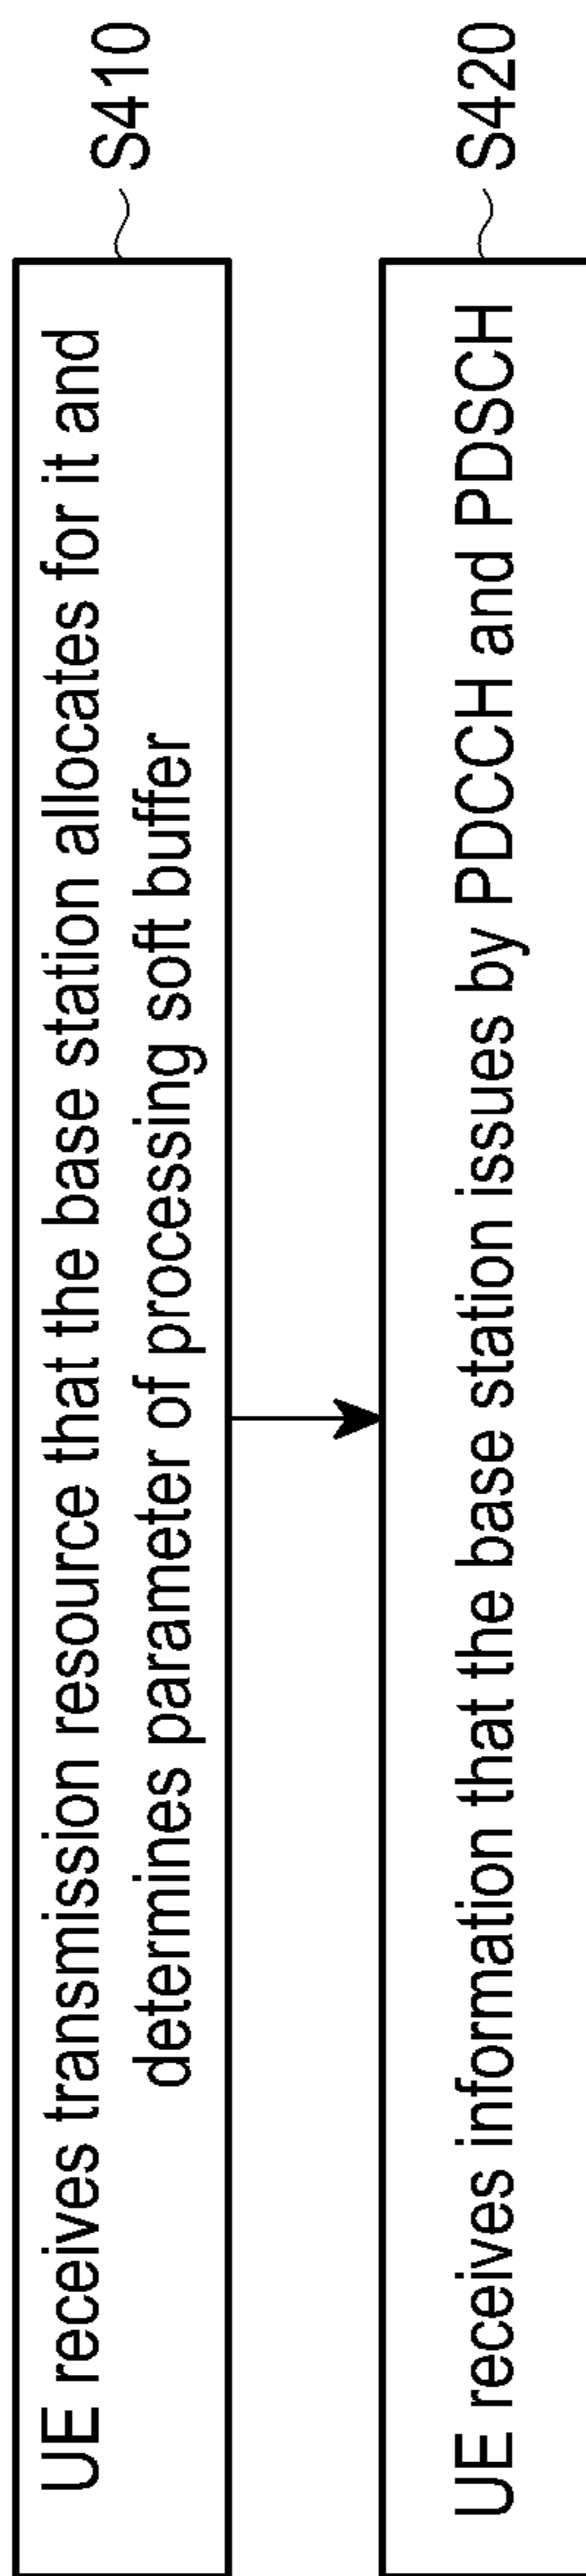 UE receives transmission resource that the base station allocates for it and
determines parameter of processing soft buffer
S410
UE receives information that the base station issues by PDCCH and PDSCH
S420